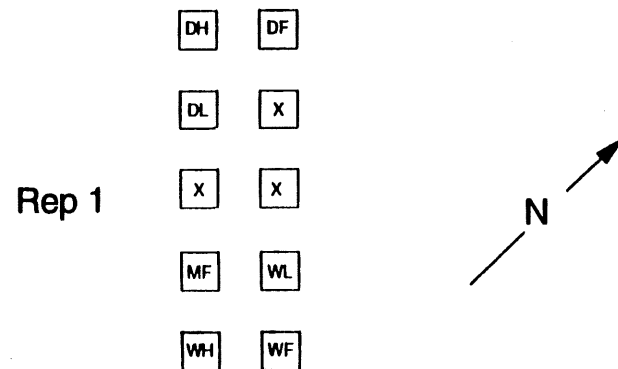 DH DF
DL X
Rep 1 X X
N
MF WL
WH WF